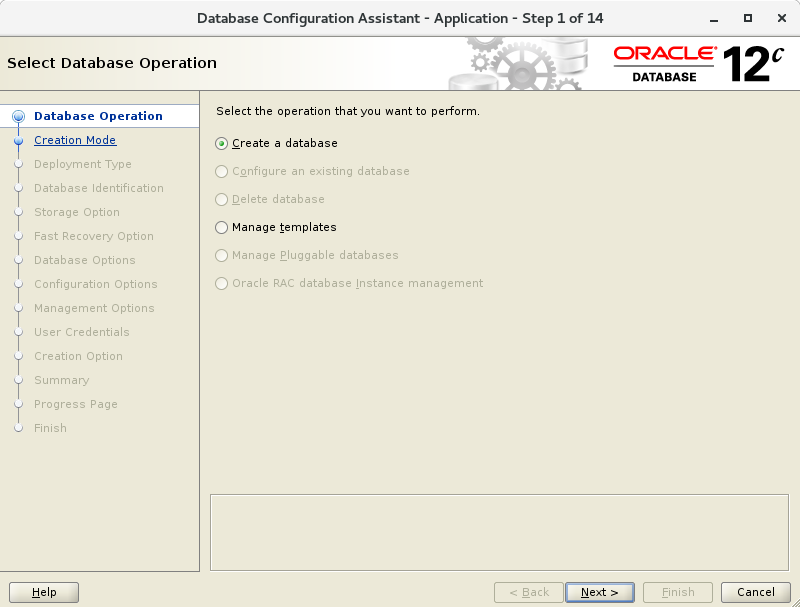 Database Configuration Assistant - Application - Step 1 of 14
Select Database Operation
ORACLE®
DATABASE
12c
Database Operation
Creation Mode
Deployment Type
Database Identification
Storage Option
Fast Recovery Option
Database Options
Configuration Options
Management Options
User Credentials
Creation Option
Summary
Progress Page
Finish
Select the operation that you want to perform.
Create a database
Configure an existing database
Delete database
Manage templates
Manage Pluggable databases
Oracle RAC database Instance management
Help
< Back
Next >
Finish
Cancel